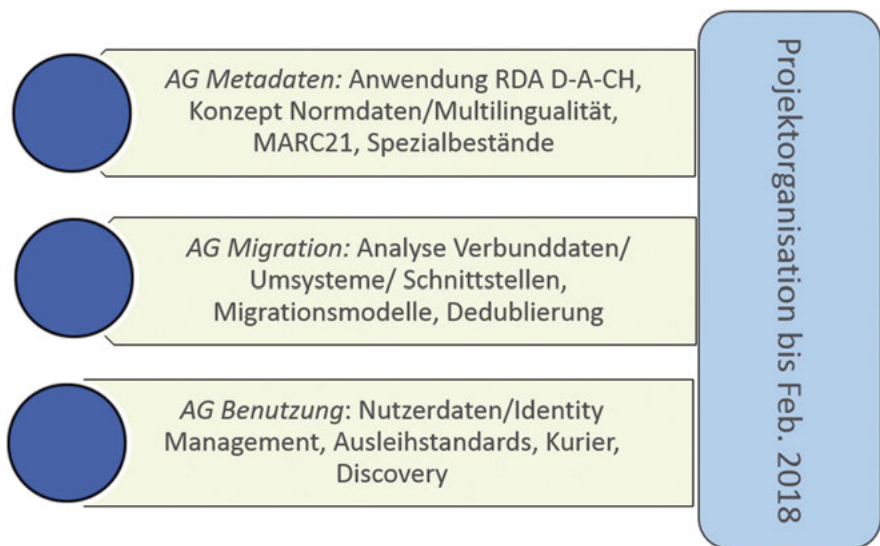 AG Metadaten: Anwendung RDA D-A-CH,
Konzept Normdaten/Multilingualität,
MARC21, Spezialbestände
AG Migration: Analyse Verbunddaten/
Umsysteme/ Schnittstellen,
Migrationsmodelle, Dedublierung
AG Benutzung: Nutzerdaten/Identity
Management, Ausleihstandards, Kurier,
Discovery
Projektorganisation bis Feb. 2018